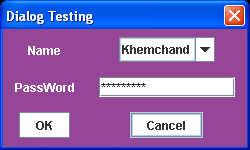 Dialog Testing
Name Khemchand
PassWord *********
OK Cancel